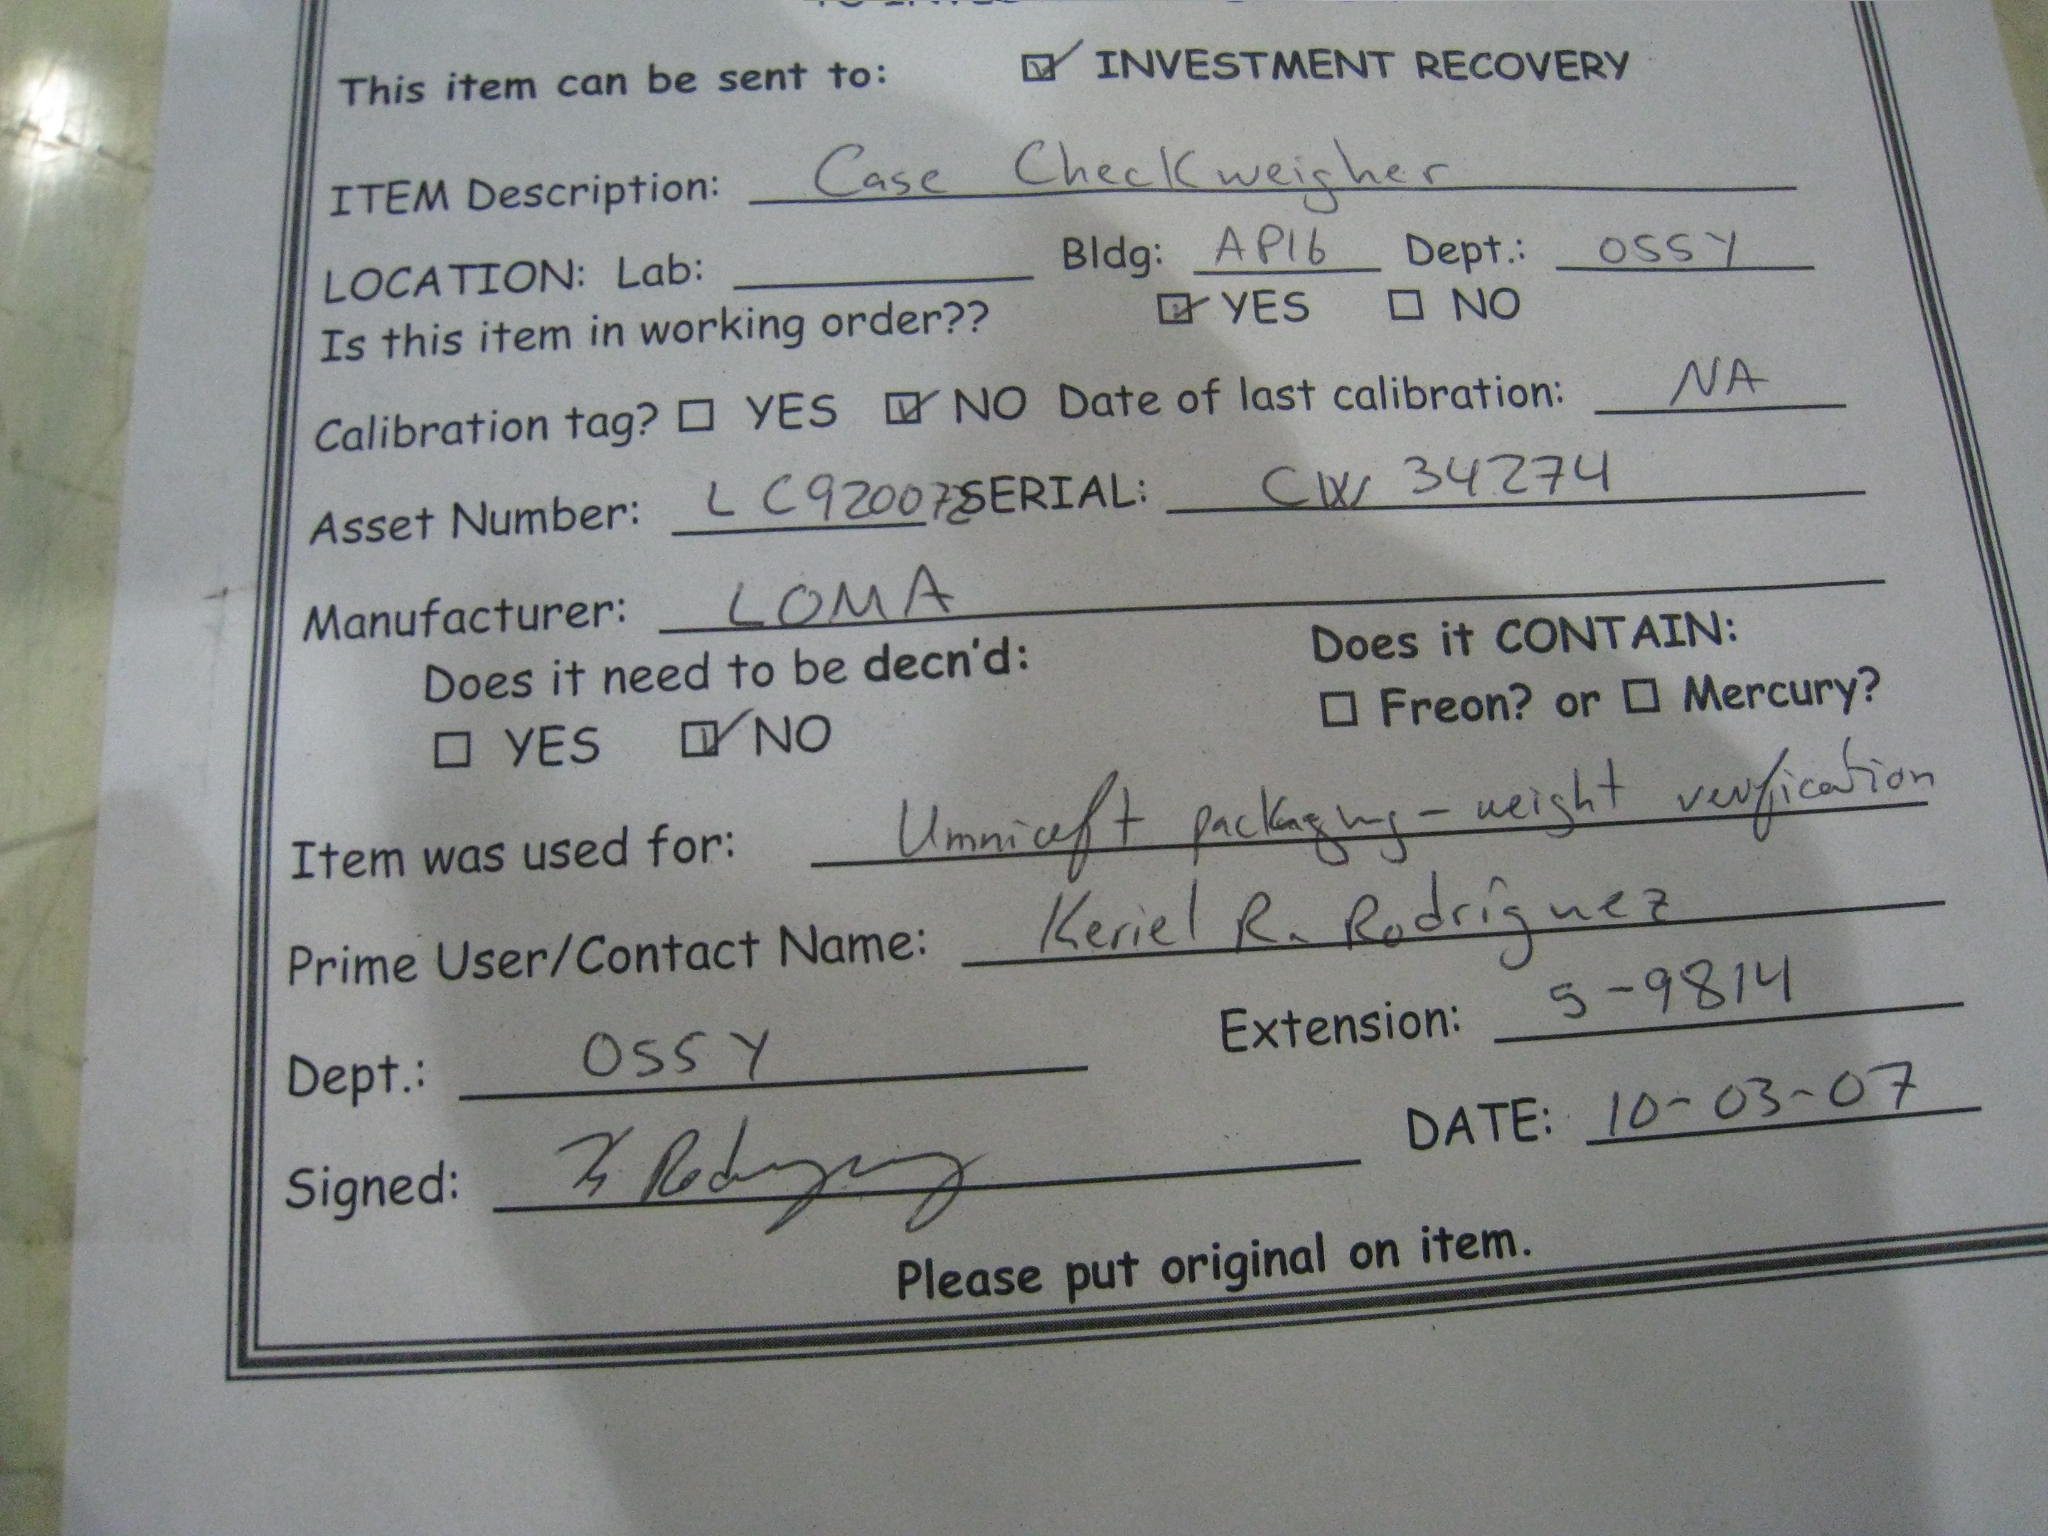 This item can be sent to: ☑ INVESTMENT RECOVERY
ITEM Description: Case Checkweigher
LOCATION: Lab: Bldg: AP16 Dept.: OSSY
Is this item in working order?? ☑ YES ☐ NO
Calibration tag? ☐ YES ☑ NO Date of last calibration: NA
Asset Number: SERIAL: CW 34274
Manufacturer: LOMA
Does it need to be decn'd: Does it CONTAIN:
☐ YES ☑ NO ☐ Freon? or ☐ Mercury?
Item was used for: packaging - weight verification
Prime User/Contact Name: Keriel R. Rodriguez
Dept.: OSSY Extension: 5-9814
Signed: DATE: 10-03-07
Please put original on item.